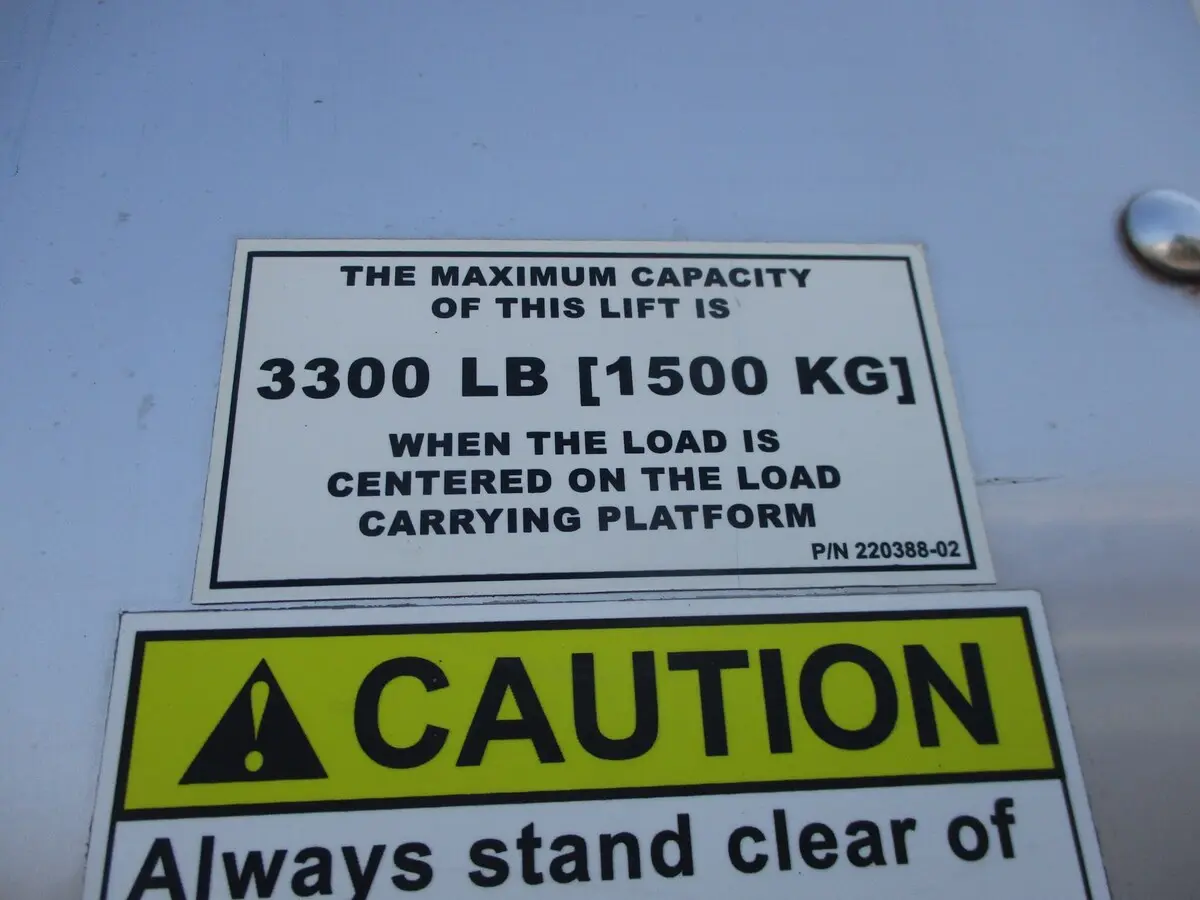 THE MAXIMUM CAPACITY
OF THIS LIFT IS
3300 LB [1500 KG]
WHEN THE LOAD IS
CENTERED ON THE LOAD
CARRYING PLATFORM
P/N 220388-02
CAUTION
Always stand clear of